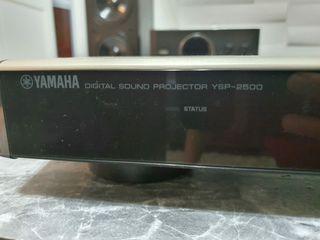 YAMAHA DIGITAL SOUND PROJECTOR YSP-2500
STATUS